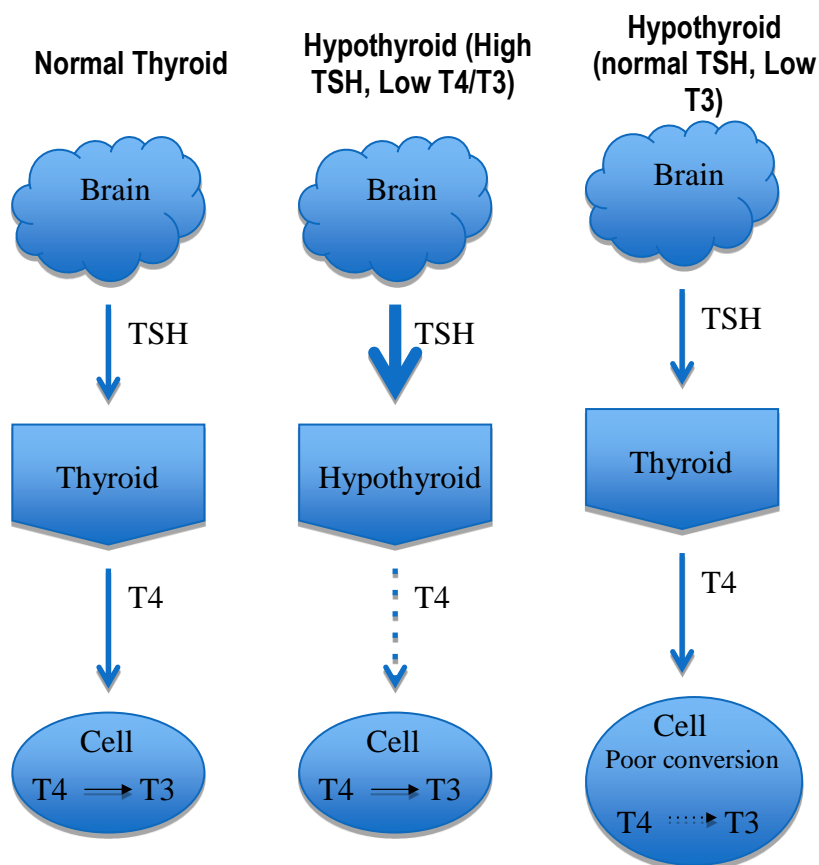 Normal Thyroid
Brain
TSH
Thyroid
T4
Cell
T4 T3
Hypothyroid (High
TSH, Low T4/T3)
Brain
TSH
Hypothyroid
T4
Cell
T4 T3
Hypothyroid
(normal TSH, Low
T3)
Brain
TSH
Thyroid
T4
Cell
Poor conversion
T4 T3